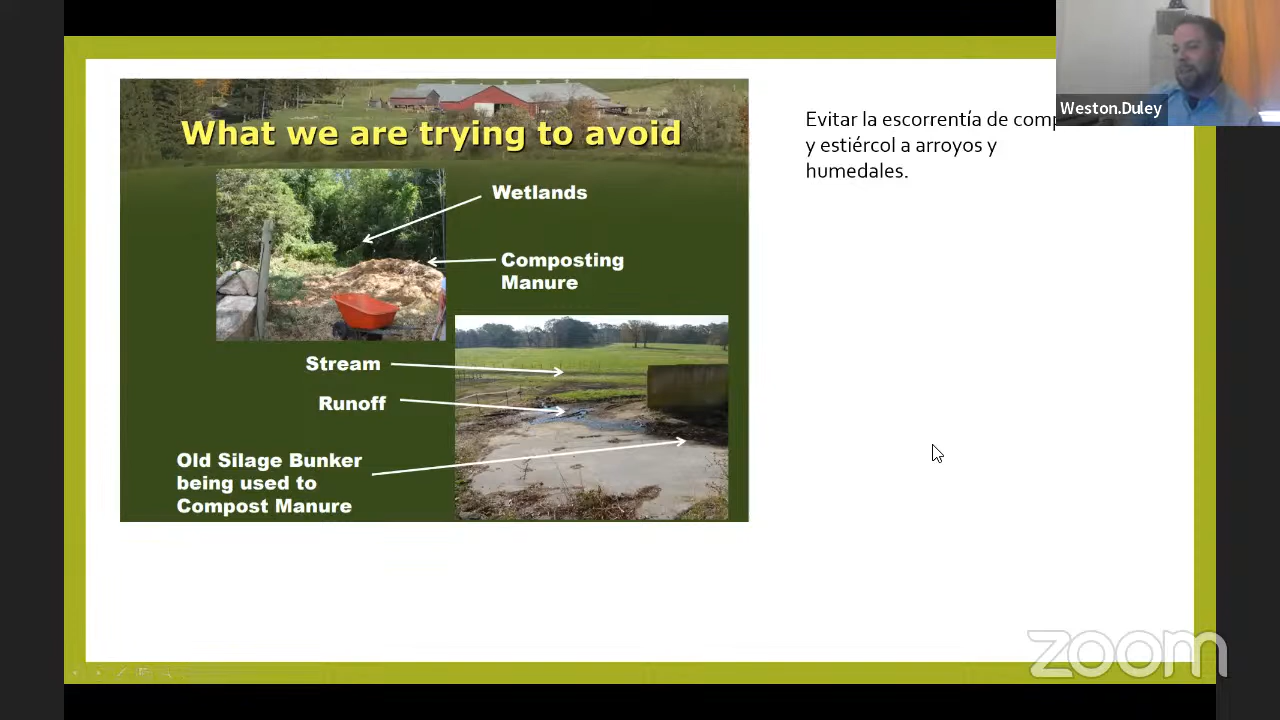 What we are trying to avoid
Wetlands
Composting
Manure
Stream
Runoff
Old Silage Bunker
being used to
Compost Manure
Evitar la escorrentía de
y estiércol a arroyos y
humedales.
Weston.Duley
zoom